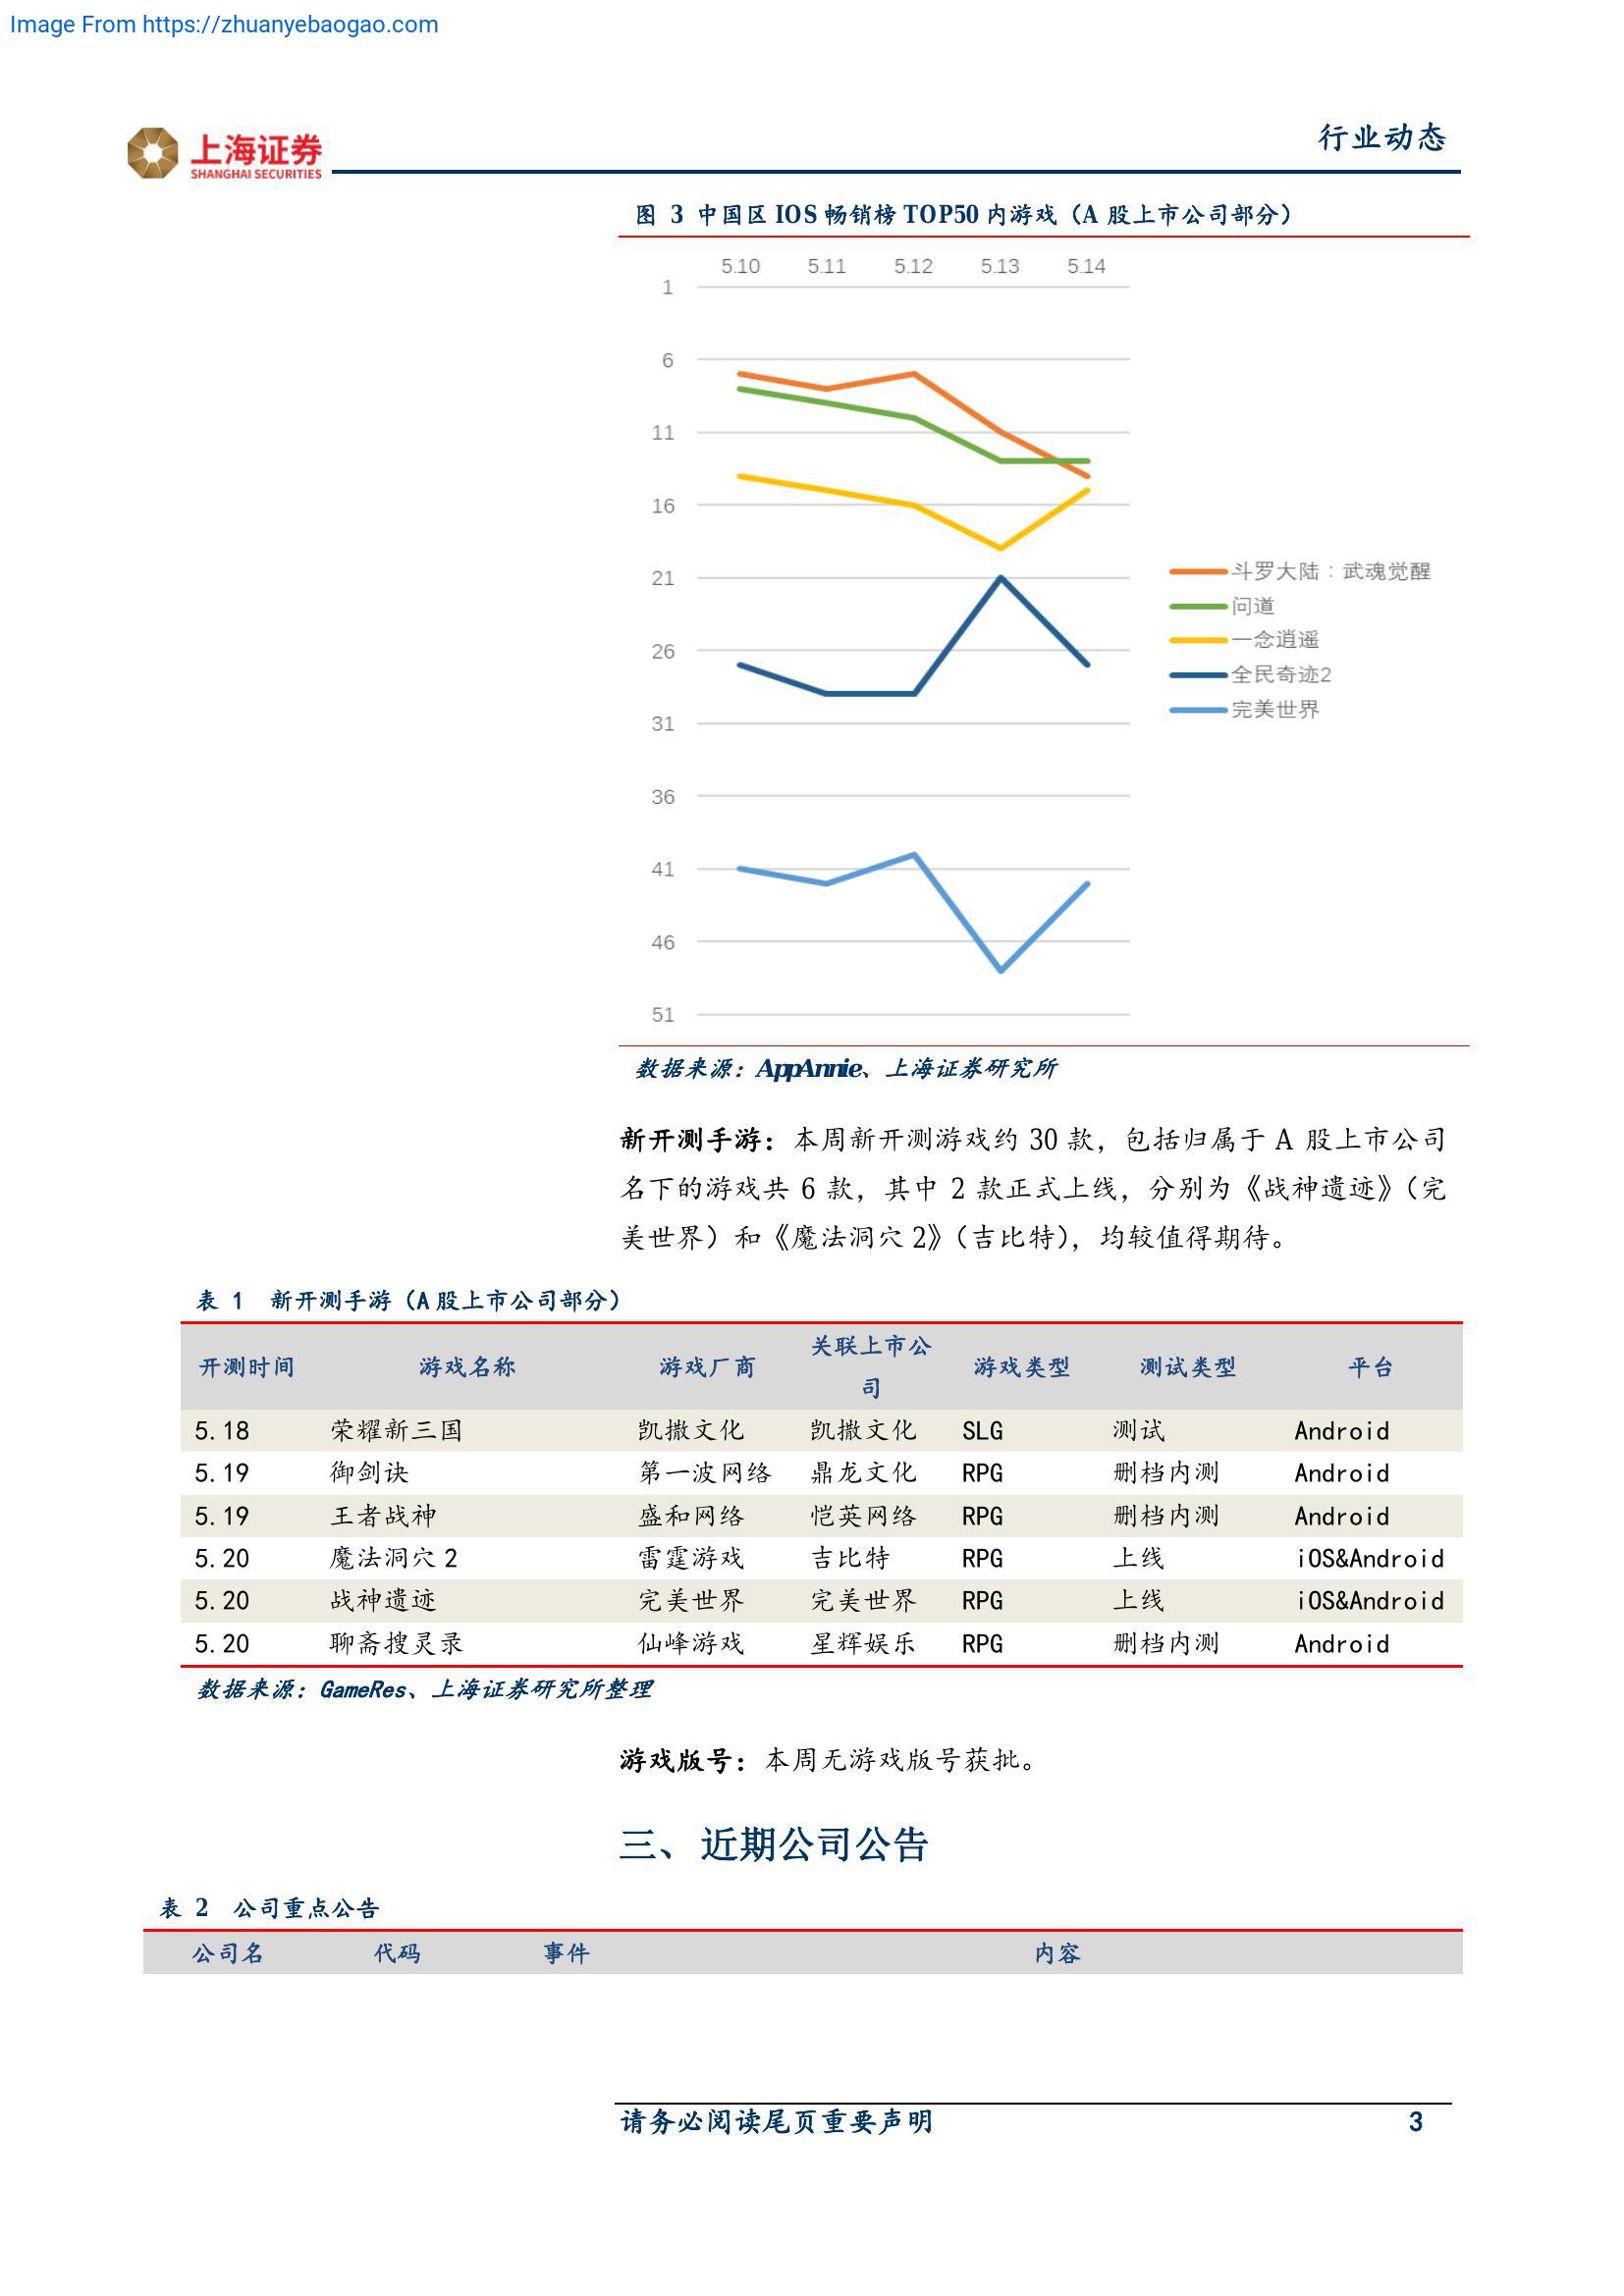 Image From https://zhuanyebaogao.com
上海证券
SHANGHAI SECURITIES
行业动态
图 3 中国区 IOS 畅销榜 TOP50 内游戏（A 股上市公司部分）
5.10 5.11 5.12 5.13 5.14
1
6
11
16
21
26
31
36
41
46
51
斗罗大陆：武魂觉醒
问道
一念逍遥
全民奇迹2
完美世界
数据来源：AppAnnie、上海证券研究所
新开测手游：本周新开测游戏约 30 款，包括归属于 A 股上市公司
名下的游戏共 6 款，其中 2 款正式上线，分别为《战神遗迹》（完
美世界）和《魔法洞穴 2》（吉比特），均较值得期待。
表 1 新开测手游（A 股上市公司部分）
开测时间 游戏名称 游戏厂商 关联上市公司 游戏类型 测试类型 平台
5.18 荣耀新三国 凯撒文化 凯撒文化 SLG 测试 Android
5.19 御剑诀 第一波网络 鼎龙文化 RPG 删档内测 Android
5.19 王者战神 盛和网络 恺英网络 RPG 删档内测 Android
5.20 魔法洞穴 2 雷霆游戏 吉比特 RPG 上线 iOS&Android
5.20 战神遗迹 完美世界 完美世界 RPG 上线 iOS&Android
5.20 聊斋搜灵录 仙峰游戏 星辉娱乐 RPG 删档内测 Android
数据来源：GameRes、上海证券研究所整理
游戏版号：本周无游戏版号获批。
三、近期公司公告
表 2 公司重点公告
公司名 代码 事件 内容
请务必阅读尾页重要声明 3